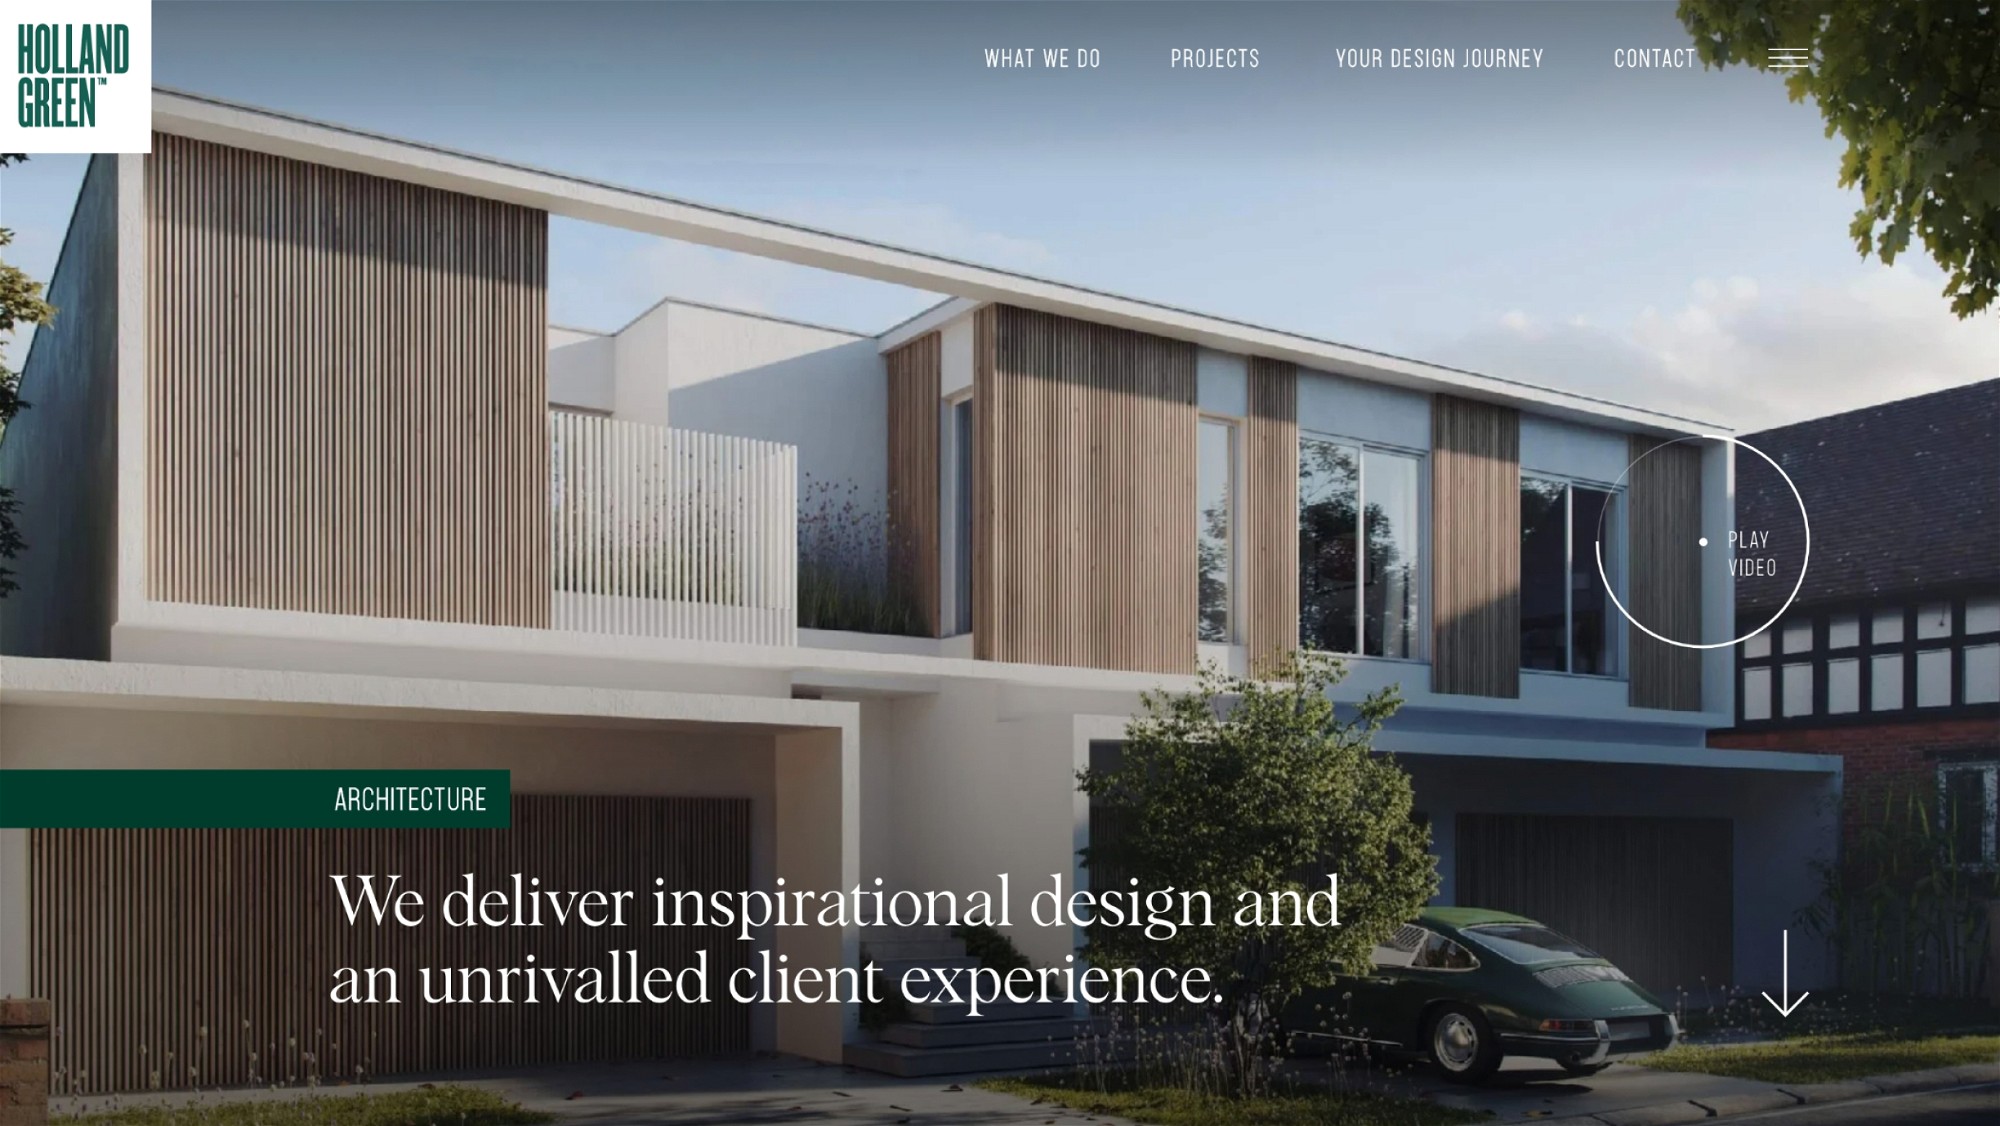 HOLLAND
GREEN™
WHAT WE DO
PROJECTS
YOUR DESIGN JOURNEY
CONTACT
PLAY
VIDEO
ARCHITECTURE
We deliver inspirational design and
an unrivalled client experience.